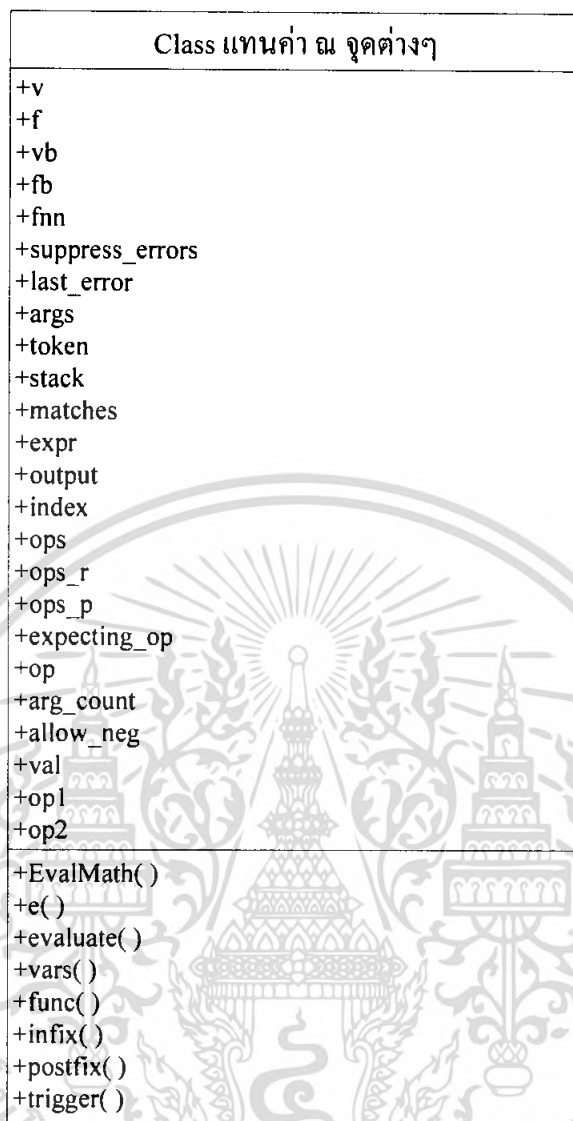 Class แทนค่า ณ จุดต่างๆ
+v
+f
+vb
+fb
+fnn
+suppress_errors
+last_error
+args
+token
+stack
+matches
+expr
+output
+index
+ops
+ops_r
+ops_p
+expecting_op
+op
+arg_count
+allow_neg
+val
+op1
+op2
+EvalMath( )
+e( )
+evaluate( )
+vars( )
+func( )
+infix( )
+postfix( )
+trigger( )